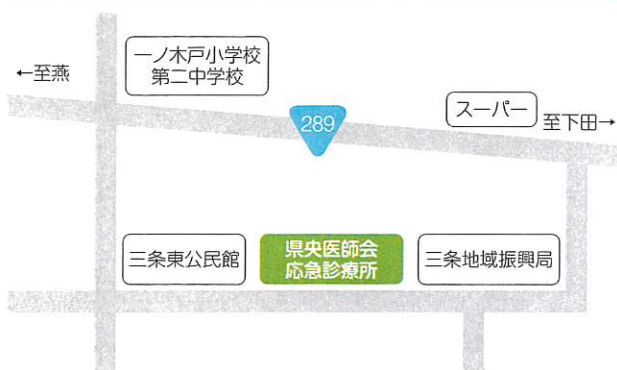 一ノ木戸小学校
第二中学校
←至燕
スーパー
至下田→
289
三条東公民館
県央医師会
応急診療所
三条地域振興局